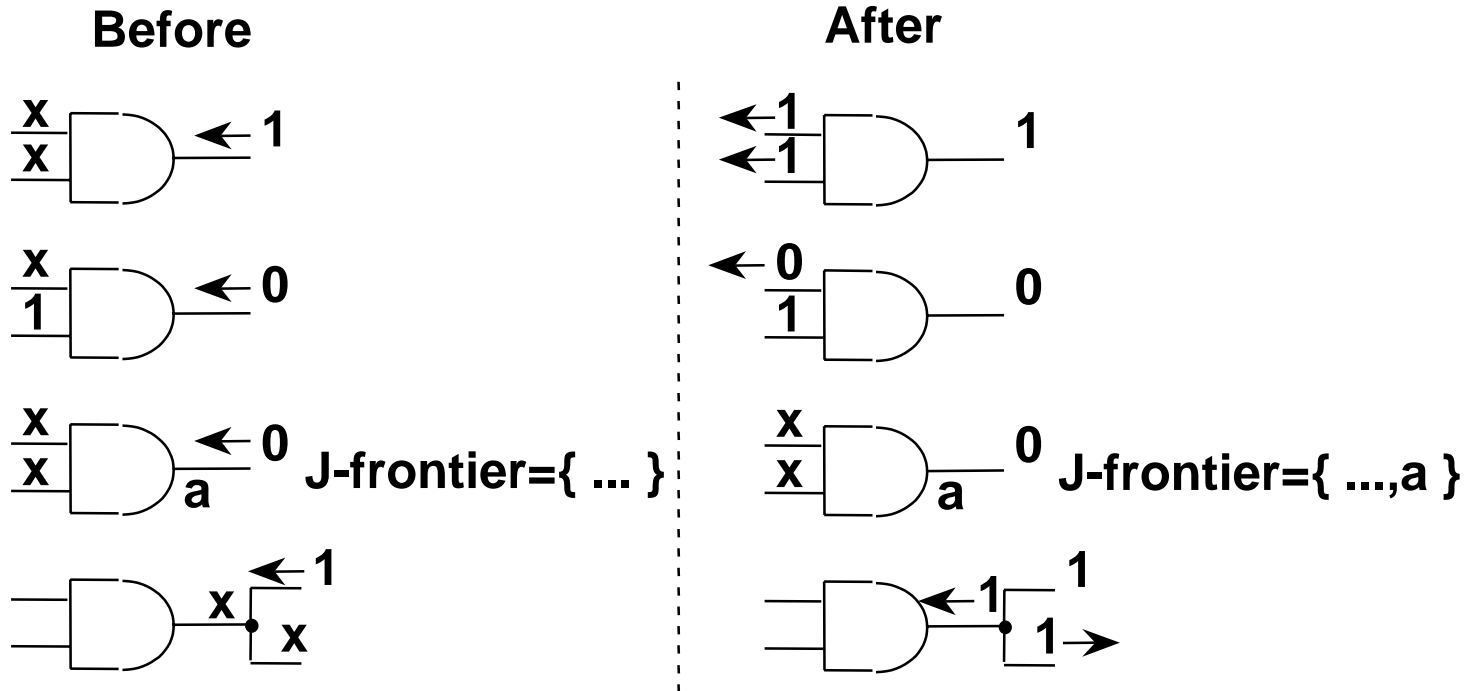 Before
After
x
x
1
1
1
1
x
1
0
0
1
0
x
x
0
a
J-frontier={ ... }
x
x
0
a
J-frontier={ ...,a }
x
1
x
1
1
1